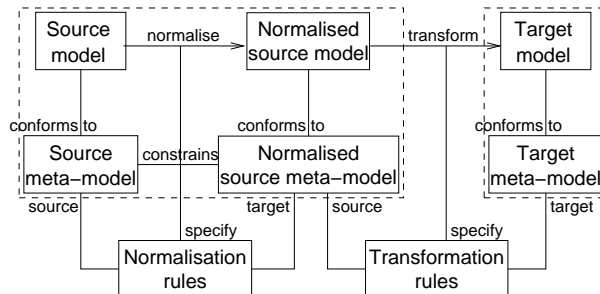 Source
model
normalise
Normalised
source model
transform
Target
model
conforms to
conforms to
conforms to
Source
meta-model
constrains
Normalised
source meta-model
Target
meta-model
source
target
source
target
specify
specify
Normalisation
rules
Transformation
rules